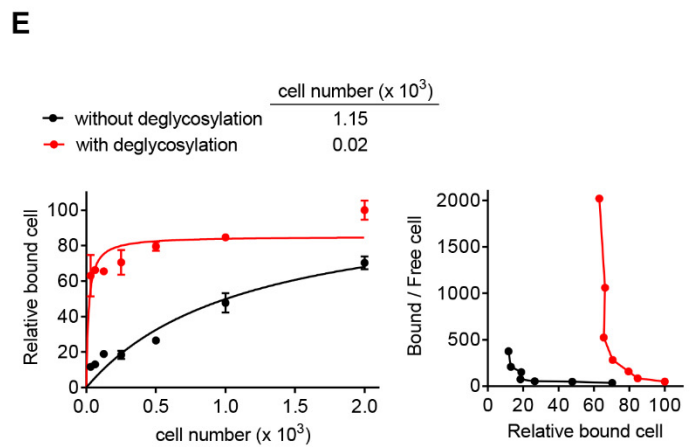 E
cell number (x 10³)
without deglycosylation 1.15
with deglycosylation 0.02
Relative bound cell
100
80
60
40
20
0
0.0 0.5 1.0 1.5 2.0
cell number (x 10³)
Bound / Free cell
2000
1500
1000
500
0
0 20 40 60 80 100
Relative bound cell